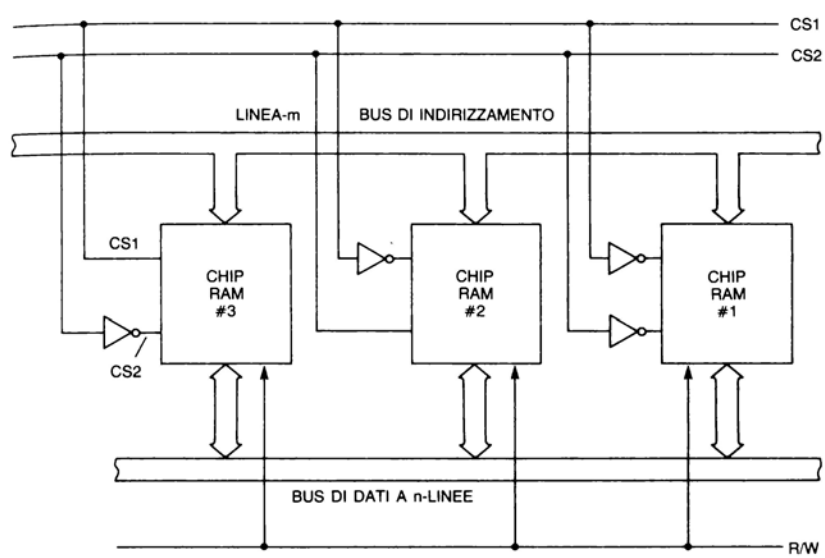 CS1
CS2
LINEA-m
BUS DI INDIRIZZAMENTO
CS1
CHIP
RAM
#3
CHIP
RAM
#2
CHIP
RAM
#1
CS2
BUS DI DATI A n-LINEE
R/W